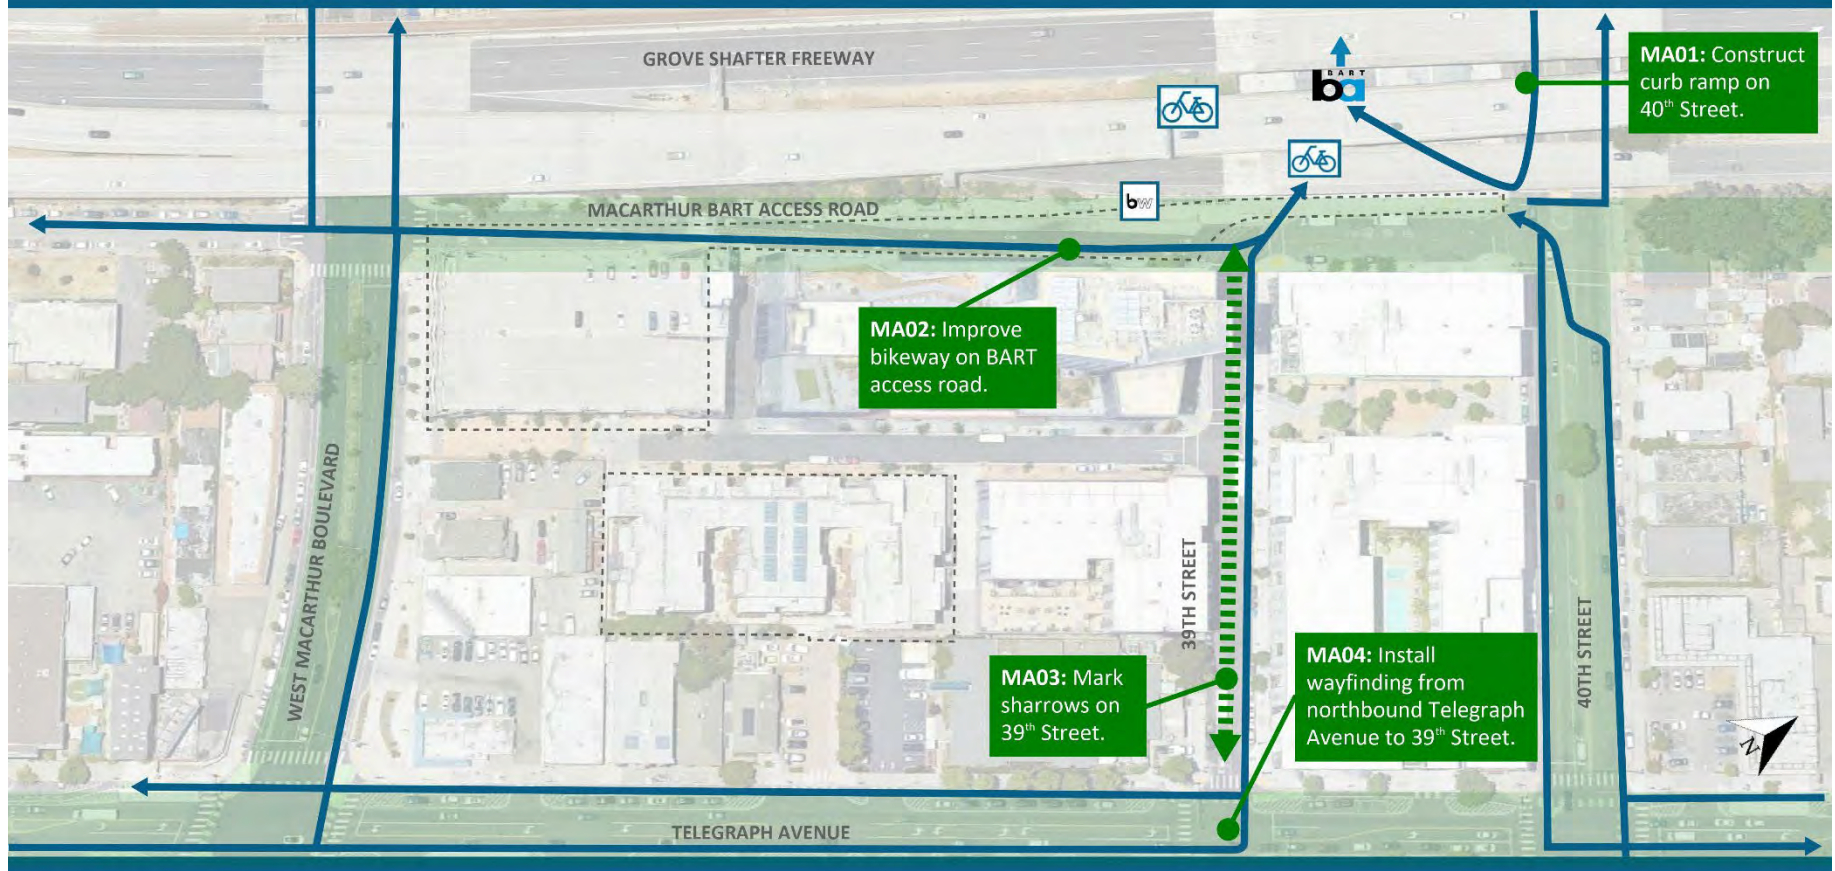 GROVE SHAFTER FREEWAY
BART
ba
MA01: Construct
curb ramp on
40th Street.
bw
MACARTHUR BART ACCESS ROAD
MA02: Improve
bikeway on BART
access road.
WEST MACARTHUR BOULEVARD
39TH STREET
40TH STREET
MA03: Mark
sharrows on
39th Street.
MA04: Install
wayfinding from
northbound Telegraph
Avenue to 39th Street.
N
TELEGRAPH AVENUE